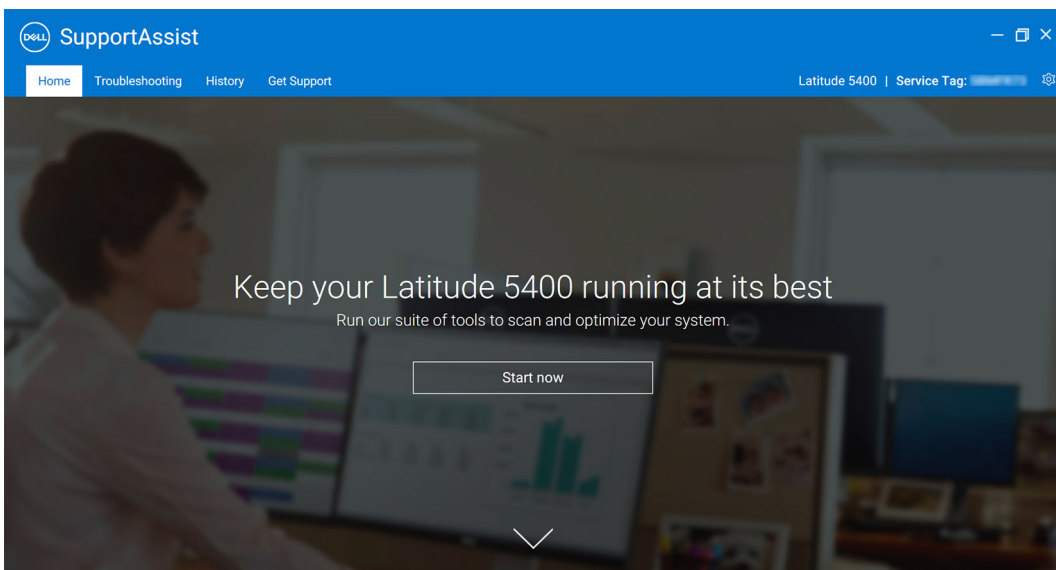 DELL SupportAssist
Home Troubleshooting History Get Support Latitude 5400 | Service Tag:
Keep your Latitude 5400 running at its best
Run our suite of tools to scan and optimize your system.
Start now